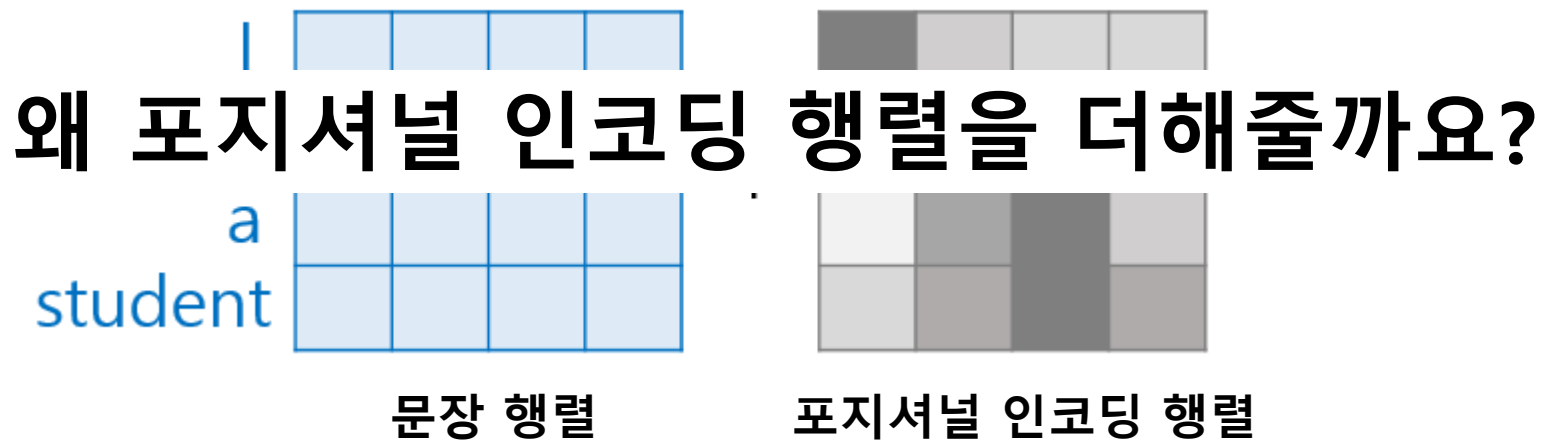 I
왜 포지셔널 인코딩 행렬을 더해줄까요?
a
student
문장 행렬 포지셔널 인코딩 행렬